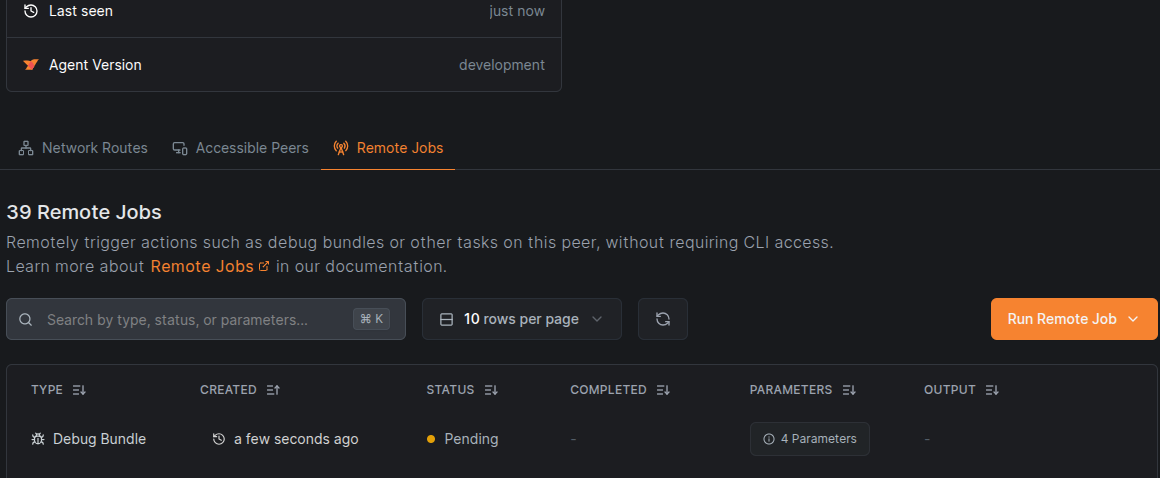 Last seen just now
Agent Version development
Network Routes Accessible Peers Remote Jobs
39 Remote Jobs
Remotely trigger actions such as debug bundles or other tasks on this peer, without requiring CLI access.
Learn more about Remote Jobs in our documentation.
Search by type, status, or parameters... ⌘ K 10 rows per page Run Remote Job
TYPE CREATED STATUS COMPLETED PARAMETERS OUTPUT
Debug Bundle a few seconds ago Pending - 4 Parameters -